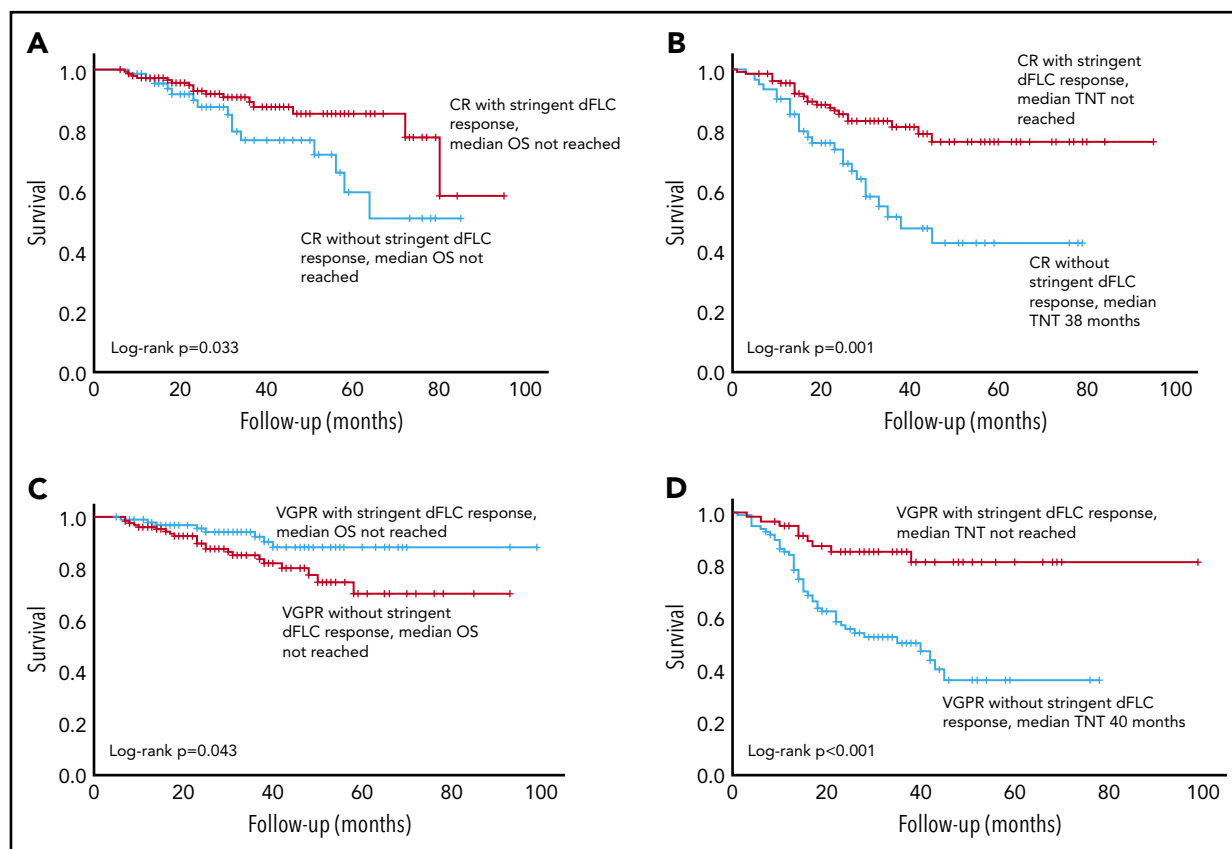 A
1.0
0.8
0.6
0.4
0.2
0.0
Survival
CR with stringent dFLC
response,
median OS not reached
CR without stringent dFLC
response, median OS not
reached
Log-rank p=0.033
0
20
40
60
80
100
Follow-up (months)
B
1.0
0.8
0.6
0.4
0.2
0.0
Survival
CR with stringent
dFLC response,
median TNT not
reached
CR without
stringent dFLC
response, median
TNT 38 months
Log-rank p=0.001
0
20
40
60
80
100
Follow-up (months)
C
1.0
0.8
0.6
0.4
0.2
0.0
Survival
VGPR with stringent dFLC response,
median OS not reached
VGPR without stringent
dFLC response, median OS
not reached
Log-rank p=0.043
0
20
40
60
80
100
Follow-up (months)
D
1.0
0.8
0.6
0.4
0.2
0.0
Survival
VGPR with stringent dFLC response,
median TNT not reached
VGPR without stringent dFLC
response, median TNT 40 months
Log-rank p<0.001
0
20
40
60
80
100
Follow-up (months)